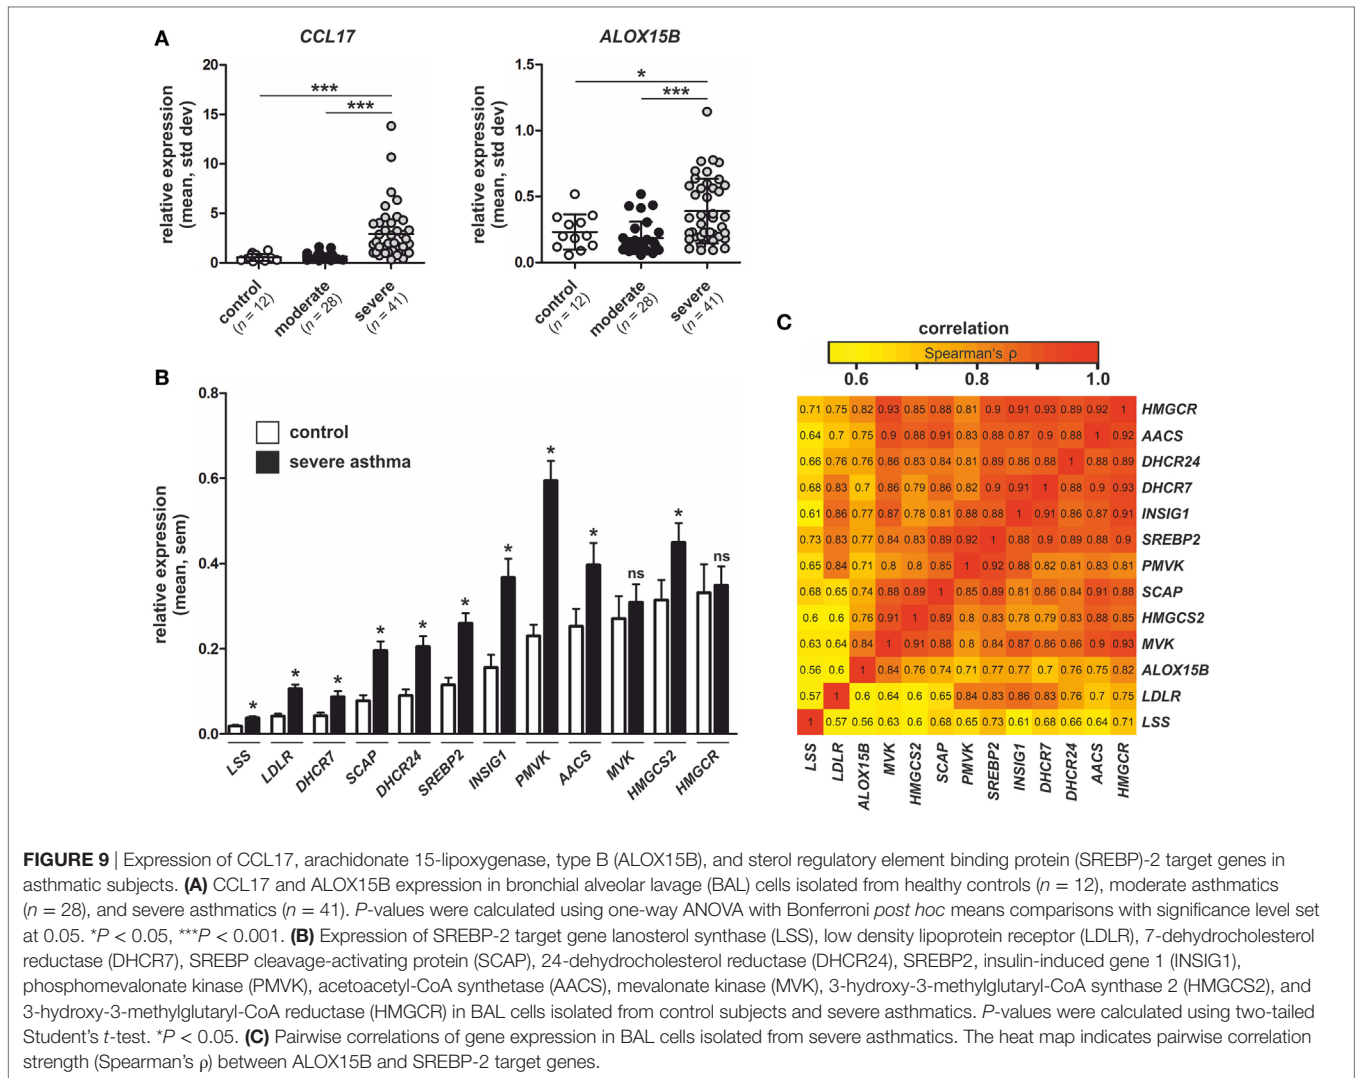 A
CCL17
relative expression
(mean, std dev)
20
15
10
5
0
***
***
control
(n = 12)
moderate
(n = 28)
severe
(n = 41)
ALOX15B
relative expression
(mean, std dev)
1.5
1.0
0.5
0.0
*
***
control
(n = 12)
moderate
(n = 28)
severe
(n = 41)
B
relative expression
(mean, sem)
0.8
0.6
0.4
0.2
0.0
control
severe asthma
* * * * * * * * * ns * ns
LSS LDLR DHCR7 SCAP DHCR24 SREBP2 INSIG1 PMVK AACS MVK HMGCS2 HMGCR
C
correlation
Spearman's ρ
0.6 0.8 1.0
0.71 0.75 0.82 0.93 0.85 0.88 0.81 0.9 0.91 0.93 0.89 0.92 1 HMGCR
0.64 0.7 0.75 0.9 0.88 0.91 0.83 0.88 0.87 0.9 0.88 1 0.92 AACS
0.66 0.76 0.76 0.86 0.83 0.84 0.81 0.89 0.86 0.88 1 0.88 0.89 DHCR24
0.68 0.83 0.7 0.86 0.79 0.86 0.82 0.9 0.91 1 0.88 0.9 0.93 DHCR7
0.61 0.86 0.77 0.87 0.78 0.81 0.88 0.88 1 0.91 0.86 0.87 0.91 INSIG1
0.73 0.83 0.77 0.84 0.83 0.89 0.92 1 0.88 0.9 0.89 0.88 0.9 SREBP2
0.65 0.84 0.71 0.8 0.8 0.85 1 0.92 0.88 0.82 0.81 0.83 0.81 PMVK
0.68 0.65 0.74 0.88 0.89 1 0.85 0.89 0.81 0.86 0.84 0.91 0.88 SCAP
0.6 0.6 0.76 0.91 1 0.89 0.8 0.83 0.78 0.79 0.83 0.88 0.85 HMGCS2
0.63 0.64 0.84 1 0.91 0.88 0.8 0.84 0.87 0.86 0.86 0.9 0.93 MVK
0.56 0.6 1 0.84 0.76 0.74 0.71 0.77 0.77 0.7 0.76 0.75 0.82 ALOX15B
0.57 1 0.6 0.64 0.6 0.65 0.84 0.83 0.86 0.83 0.76 0.7 0.75 LDLR
1 0.57 0.56 0.63 0.6 0.68 0.65 0.73 0.61 0.68 0.66 0.64 0.71 LSS
LSS LDLR ALOX15B MVK HMGCS2 SCAP PMVK SREBP2 INSIG1 DHCR7 DHCR24 AACS HMGCR
FIGURE 9 | Expression of CCL17, arachidonate 15-lipoxygenase, type B (ALOX15B), and sterol regulatory element binding protein (SREBP)-2 target genes in
asthmatic subjects. (A) CCL17 and ALOX15B expression in bronchial alveolar lavage (BAL) cells isolated from healthy controls (n = 12), moderate asthmatics
(n = 28), and severe asthmatics (n = 41). P-values were calculated using one-way ANOVA with Bonferroni post hoc means comparisons with significance level set
at 0.05. *P < 0.05, ***P < 0.001. (B) Expression of SREBP-2 target gene lanosterol synthase (LSS), low density lipoprotein receptor (LDLR), 7-dehydrocholesterol
reductase (DHCR7), SREBP cleavage-activating protein (SCAP), 24-dehydrocholesterol reductase (DHCR24), SREBP2, insulin-induced gene 1 (INSIG1),
phosphomevalonate kinase (PMVK), acetoacetyl-CoA synthetase (AACS), mevalonate kinase (MVK), 3-hydroxy-3-methylglutaryl-CoA synthase 2 (HMGCS2), and
3-hydroxy-3-methylglutaryl-CoA reductase (HMGCR) in BAL cells isolated from control subjects and severe asthmatics. P-values were calculated using two-tailed
Student's t-test. *P < 0.05. (C) Pairwise correlations of gene expression in BAL cells isolated from severe asthmatics. The heat map indicates pairwise correlation
strength (Spearman's ρ) between ALOX15B and SREBP-2 target genes.